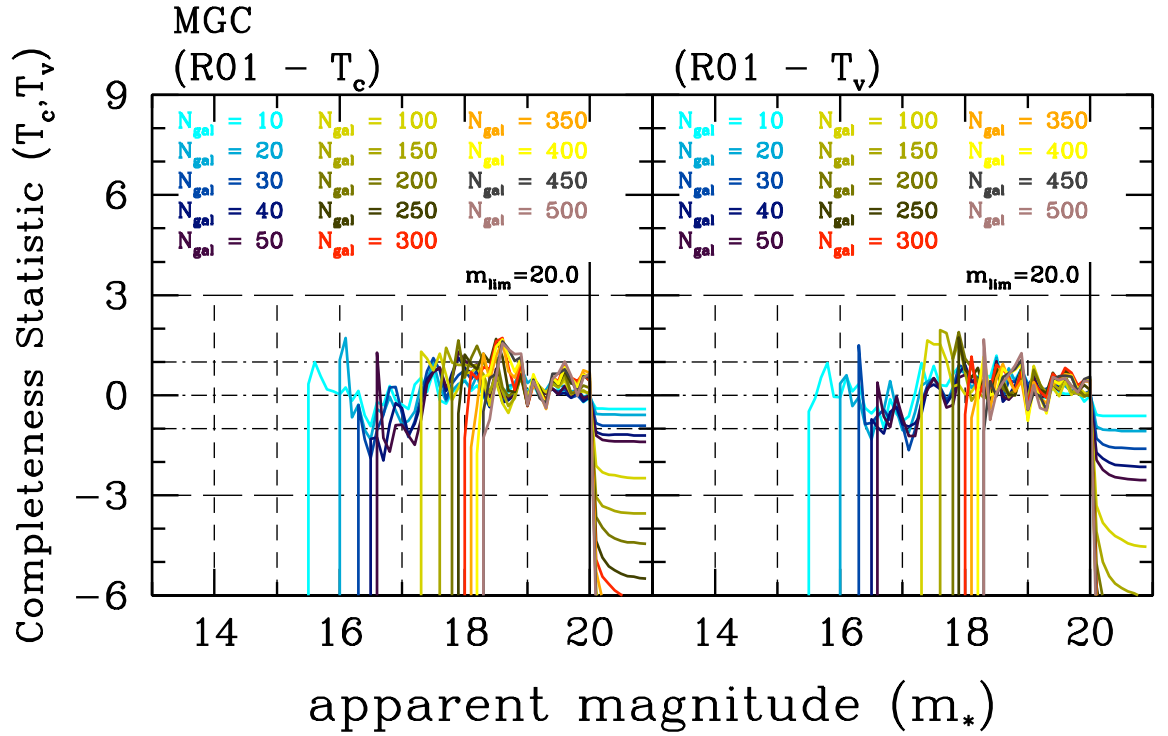 MGC
(R01 - T_c) (R01 - T_v)
Completeness Statistic (T_c,T_v)
9
6
3
0
-3
-6
N_gal = 10 N_gal = 100 N_gal = 350
N_gal = 20 N_gal = 150 N_gal = 400
N_gal = 30 N_gal = 200 N_gal = 450
N_gal = 40 N_gal = 250 N_gal = 500
N_gal = 50 N_gal = 300
m_lim=20.0
N_gal = 10 N_gal = 100 N_gal = 350
N_gal = 20 N_gal = 150 N_gal = 400
N_gal = 30 N_gal = 200 N_gal = 450
N_gal = 40 N_gal = 250 N_gal = 500
N_gal = 50 N_gal = 300
m_lim=20.0
14 16 18 20 14 16 18 20
apparent magnitude (m_*)